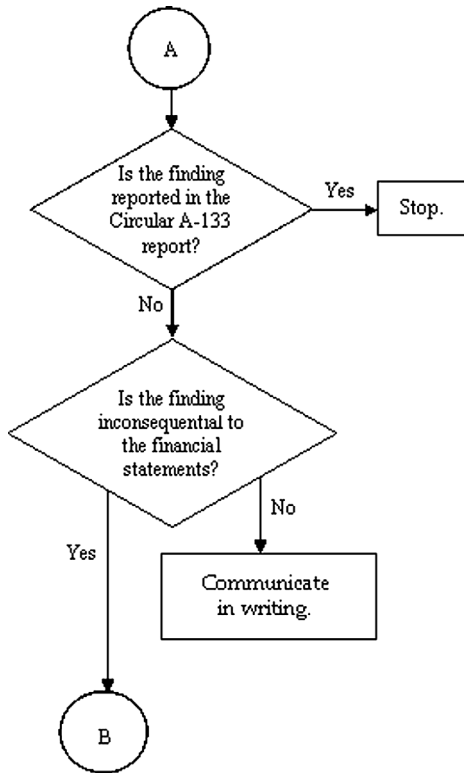 A
Is the finding
reported in the
Circular A-133
report?
Yes
Stop.
No
Is the finding
inconsequential to
the financial
statements?
No
Yes
Communicate
in writing.
B